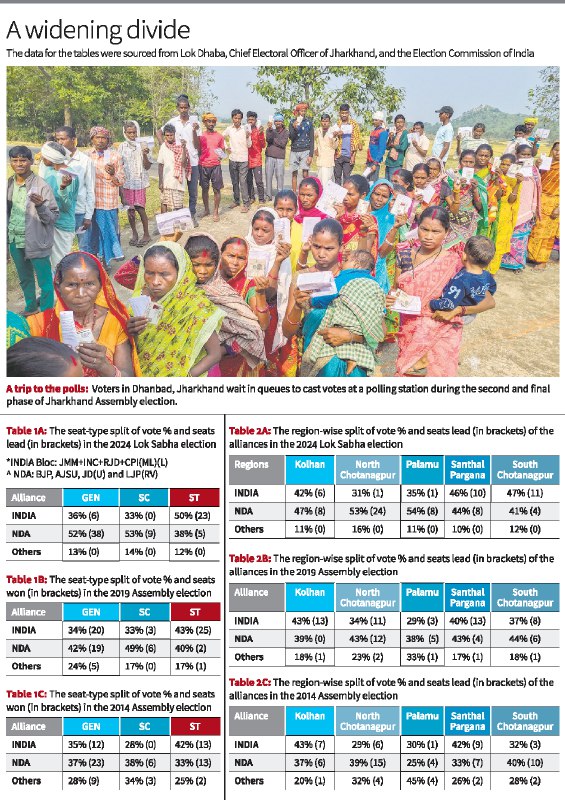 A widening divide
The data for the tables were sourced from Lok Dhaba, Chief Electoral Officer of Jharkhand, and the Election Commission of India
A trip to the polls: Voters in Dhanbad, Jharkhand wait in queues to cast votes at a polling station during the second and final
phase of Jharkhand Assembly election.
Table 1A: The seat-type split of vote % and seats
lead (in brackets) in the 2024 Lok Sabha election
*INDIA Bloc: JMM+INC+RJD+CPI(ML)(L)
^ NDA: BJP, AJSU, JD(U) and LJP(RV)
Alliance GEN SC ST
INDIA 36% (6) 33% (0) 50% (23)
NDA 52% (38) 53% (9) 38% (5)
Others 13% (0) 14% (0) 12% (0)
Table 1B: The seat-type split of vote % and seats
won (in brackets) in the 2019 Assembly election
Alliance GEN SC ST
INDIA 34% (20) 33% (3) 43% (25)
NDA 42% (19) 49% (6) 40% (2)
Others 24% (5) 17% (0) 17% (1)
Table 1C: The seat-type split of vote % and seats
won (in brackets) in the 2014 Assembly election
Alliance GEN SC ST
INDIA 35% (12) 28% (0) 42% (13)
NDA 37% (23) 38% (6) 33% (13)
Others 28% (9) 34% (3) 25% (2)
Table 2A: The region-wise split of vote % and seats lead (in brackets) of the
alliances in the 2024 Lok Sabha election
Regions Kolhan North Chotanagpur Palamu Santhal Pargana South Chotanagpur
INDIA 42% (6) 31% (1) 35% (1) 46% (10) 47% (11)
NDA 47% (8) 53% (24) 54% (8) 44% (8) 41% (4)
Others 11% (0) 16% (0) 11% (0) 10% (0) 12% (0)
Table 2B: The region-wise split of vote % and seats lead (in brackets) of the
alliances in the 2019 Assembly election
Alliance Kolhan North Chotanagpur Palamu Santhal Pargana South Chotanagpur
INDIA 43% (13) 34% (11) 29% (3) 40% (13) 37% (8)
NDA 39% (0) 43% (12) 38% (5) 43% (4) 44% (6)
Others 18% (1) 23% (2) 33% (1) 17% (1) 18% (1)
Table 2C: The region-wise split of vote % and seats lead (in brackets) of the
alliances in the 2014 Assembly election
Alliance Kolhan North Chotanagpur Palamu Santhal Pargana South Chotanagpur
INDIA 43% (7) 29% (6) 30% (1) 42% (9) 32% (3)
NDA 37% (6) 39% (15) 25% (4) 33% (7) 40% (10)
Others 20% (1) 32% (4) 45% (4) 26% (2) 28% (2)